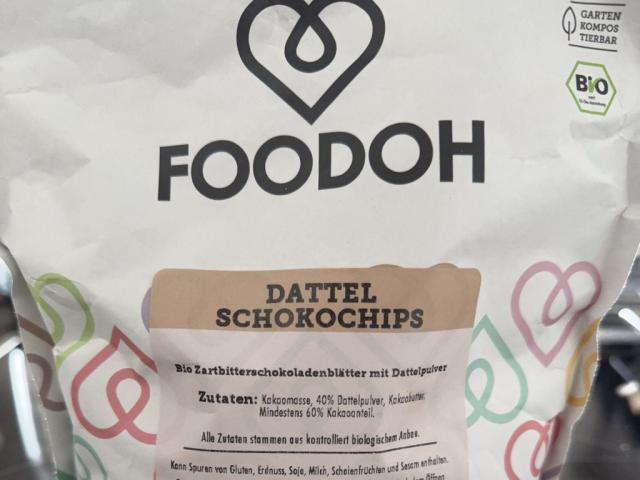 GARTEN
KOMPOS
TIERBAR
Bio
FOODOH
DATTEL
SCHOKOCHIPS
Bio Zartbitterschokoladenblätter mit Dattelpulver
Zutaten: Kakaomasse, 40% Dattelpulver, Kakaobutter.
Mindestens 60% Kakaoanteil.
Alle Zutaten stammen aus kontrolliert biologischem Anbau.
Kann Spuren von Gluten, Erdnuss, Soja, Milch, Schalenfrüchten und Sesam enthalten.